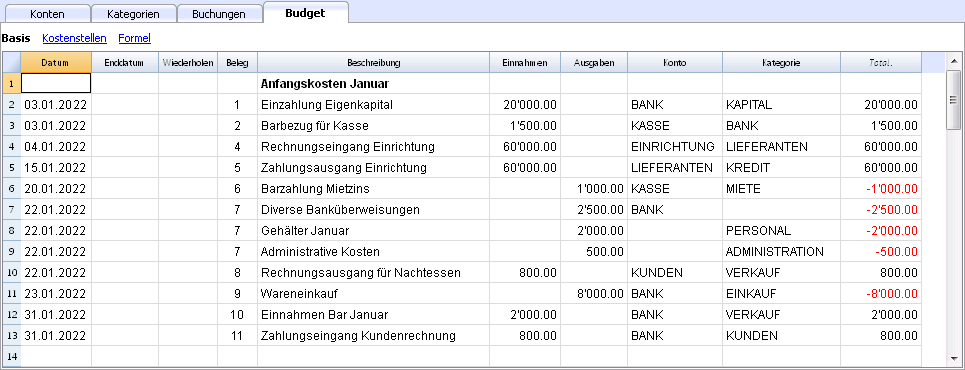 Konten Kategorien Buchungen Budget
Basis Kostenstellen Formel
Datum Enddatum Wiederholen Beleg Beschreibung Einnahmen Ausgaben Konto Kategorie Total.
1 Anfangskosten Januar
2 03.01.2022 1 Einzahlung Eigenkapital 20'000.00 BANK KAPITAL 20'000.00
3 03.01.2022 2 Barbezug für Kasse 1'500.00 KASSE BANK 1'500.00
4 04.01.2022 4 Rechnungseingang Einrichtung 60'000.00 EINRICHTUNG LIEFERANTEN 60'000.00
5 15.01.2022 5 Zahlungsausgang Einrichtung 60'000.00 LIEFERANTEN KREDIT 60'000.00
6 20.01.2022 6 Barzahlung Mietzins 1'000.00 KASSE MIETE -1'000.00
7 22.01.2022 7 Diverse Banküberweisungen 2'500.00 BANK -2'500.00
8 22.01.2022 7 Gehälter Januar 2'000.00 PERSONAL -2'000.00
9 22.01.2022 7 Administrative Kosten 500.00 ADMINISTRATION -500.00
10 22.01.2022 8 Rechnungsausgang für Nachtessen 800.00 KUNDEN VERKAUF 800.00
11 23.01.2022 9 Wareneinkauf 8'000.00 BANK EINKAUF -8'000.00
12 31.01.2022 10 Einnahmen Bar Januar 2'000.00 BANK VERKAUF 2'000.00
13 31.01.2022 11 Zahlungseingang Kundenrechnung 800.00 BANK KUNDEN 800.00
14